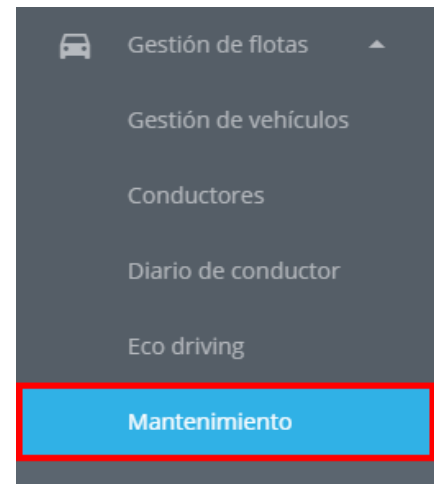 Gestión de flotas
Gestión de vehículos
Conductores
Diario de conductor
Eco driving
Mantenimiento